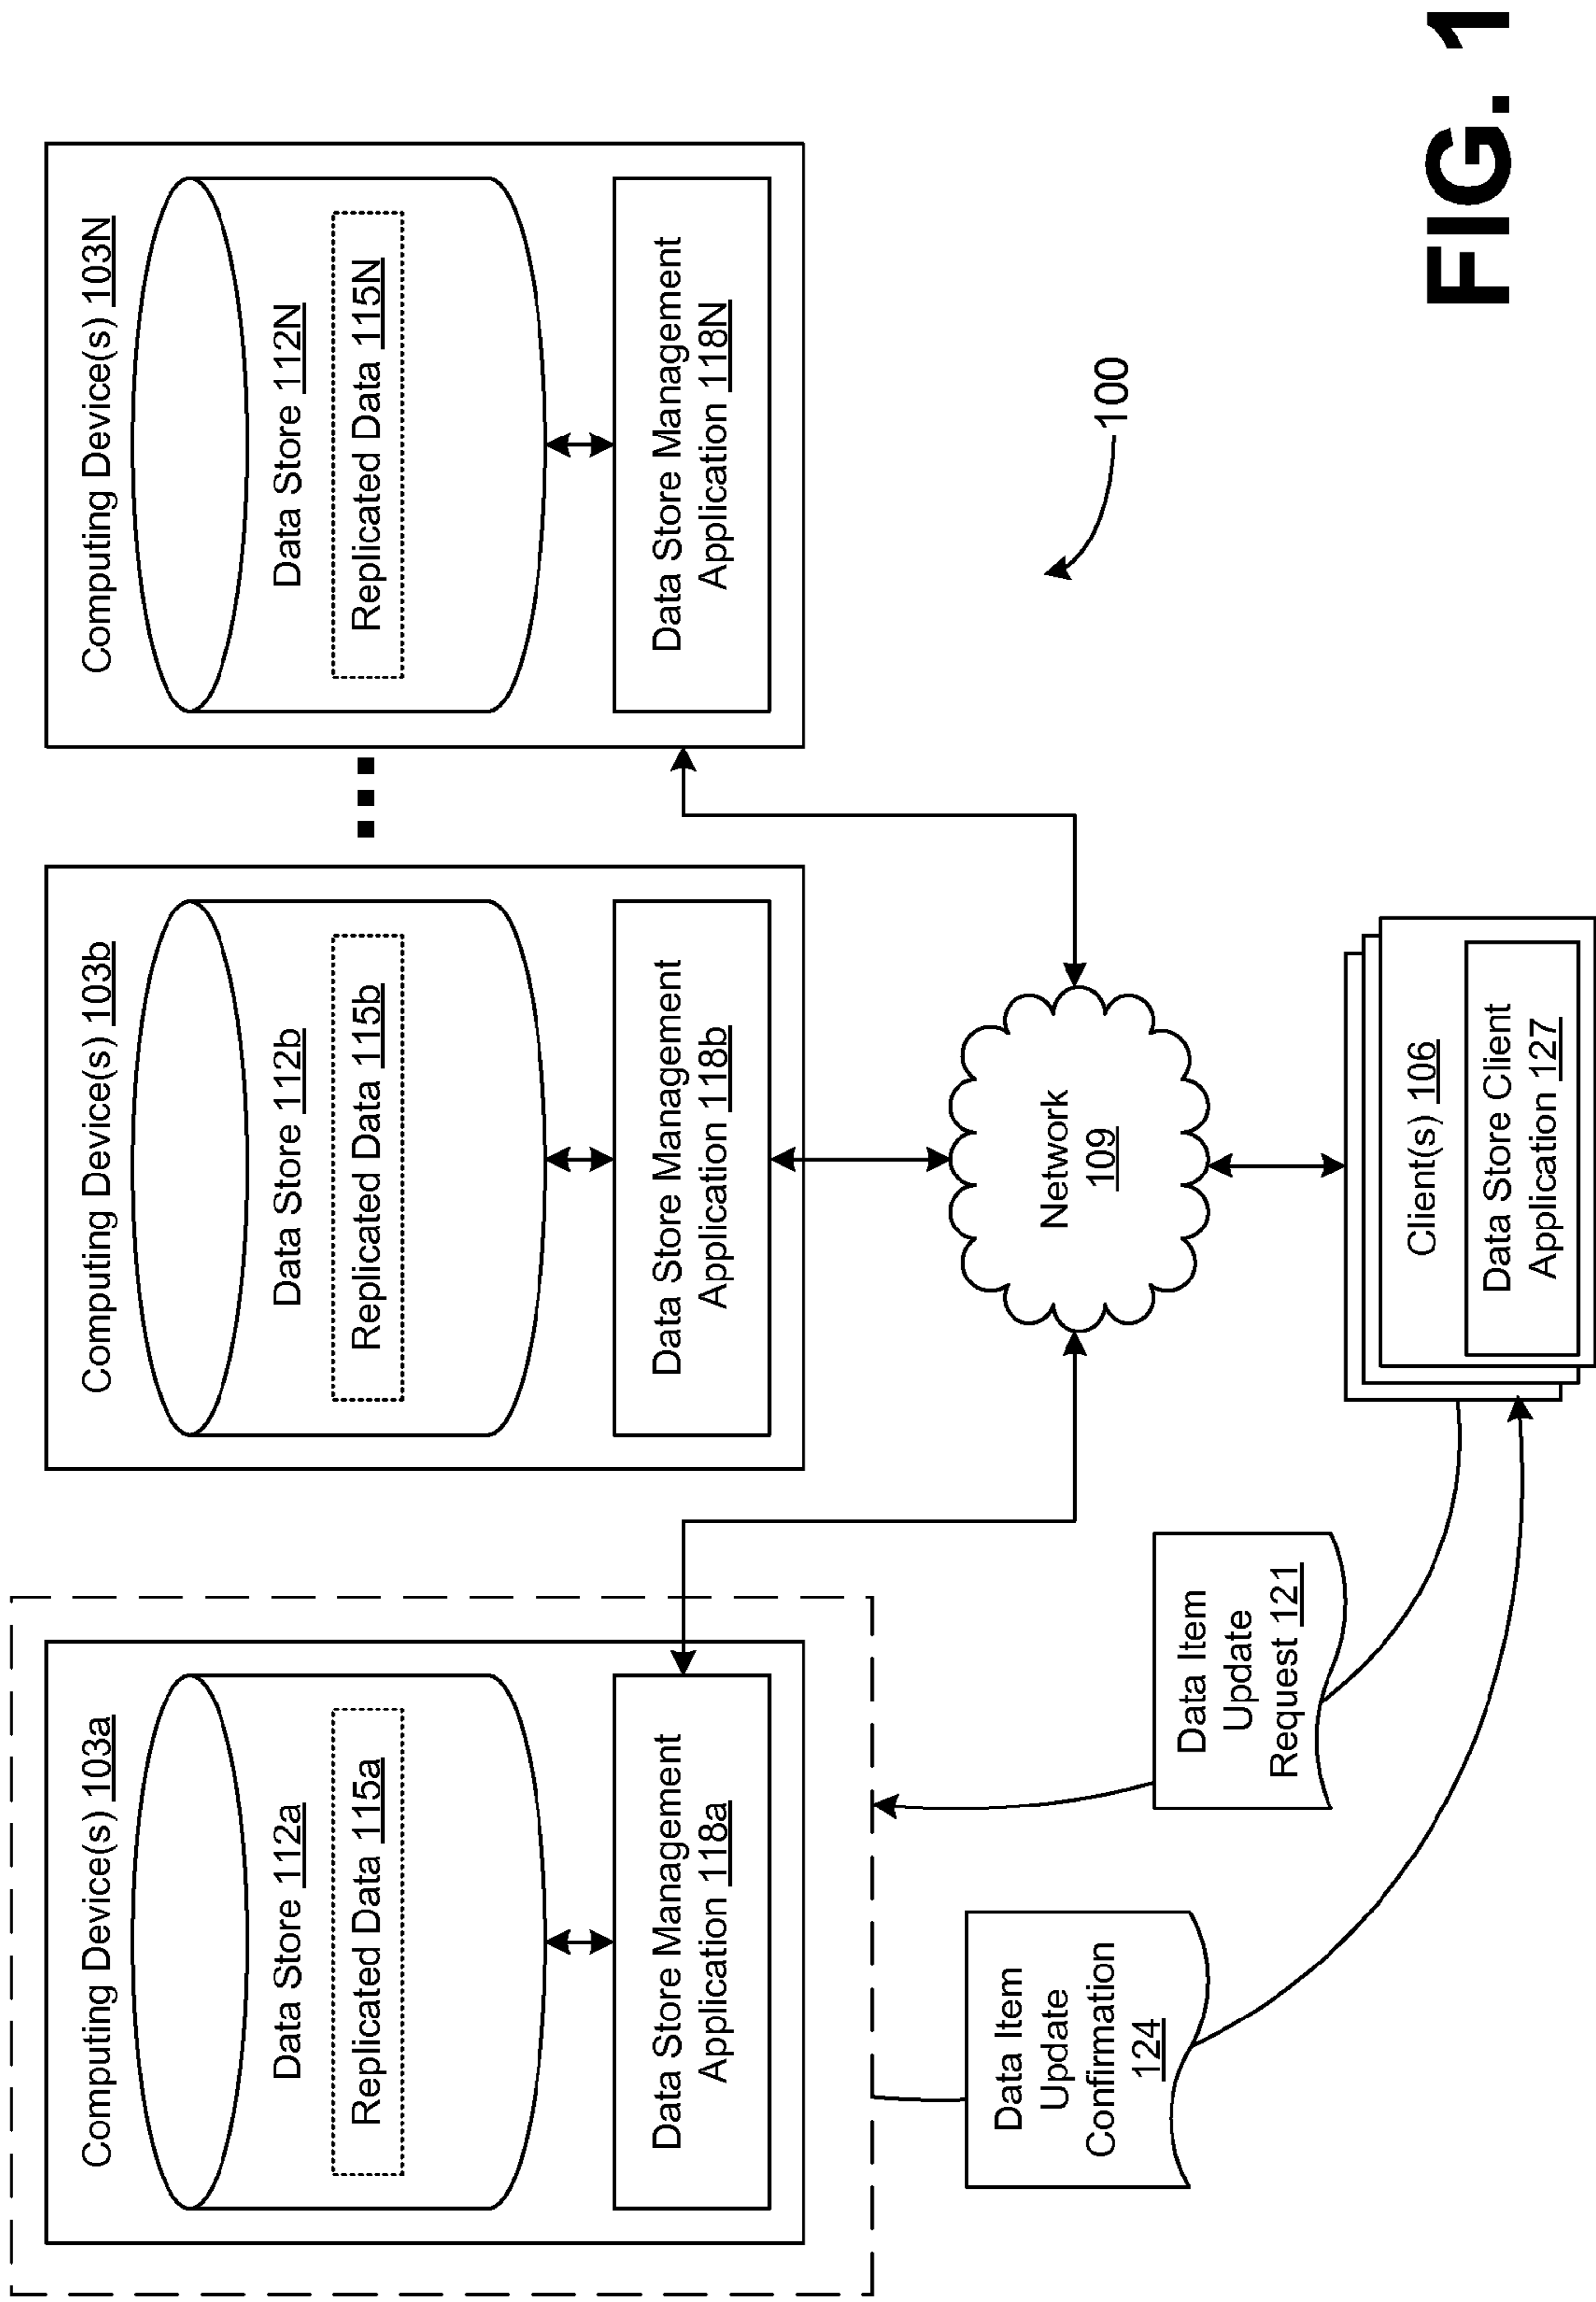 Computing Device(s) 103a
Data Store 112a
Replicated Data 115a
Data Store Management
Application 118a
Computing Device(s) 103b
Data Store 112b
Replicated Data 115b
Data Store Management
Application 118b
...
Computing Device(s) 103N
Data Store 112N
Replicated Data 115N
Data Store Management
Application 118N
Data Item
Update
Confirmation
124
Data Item
Update
Request 121
Network
109
Client(s) 106
Data Store Client
Application 127
100
FIG. 1